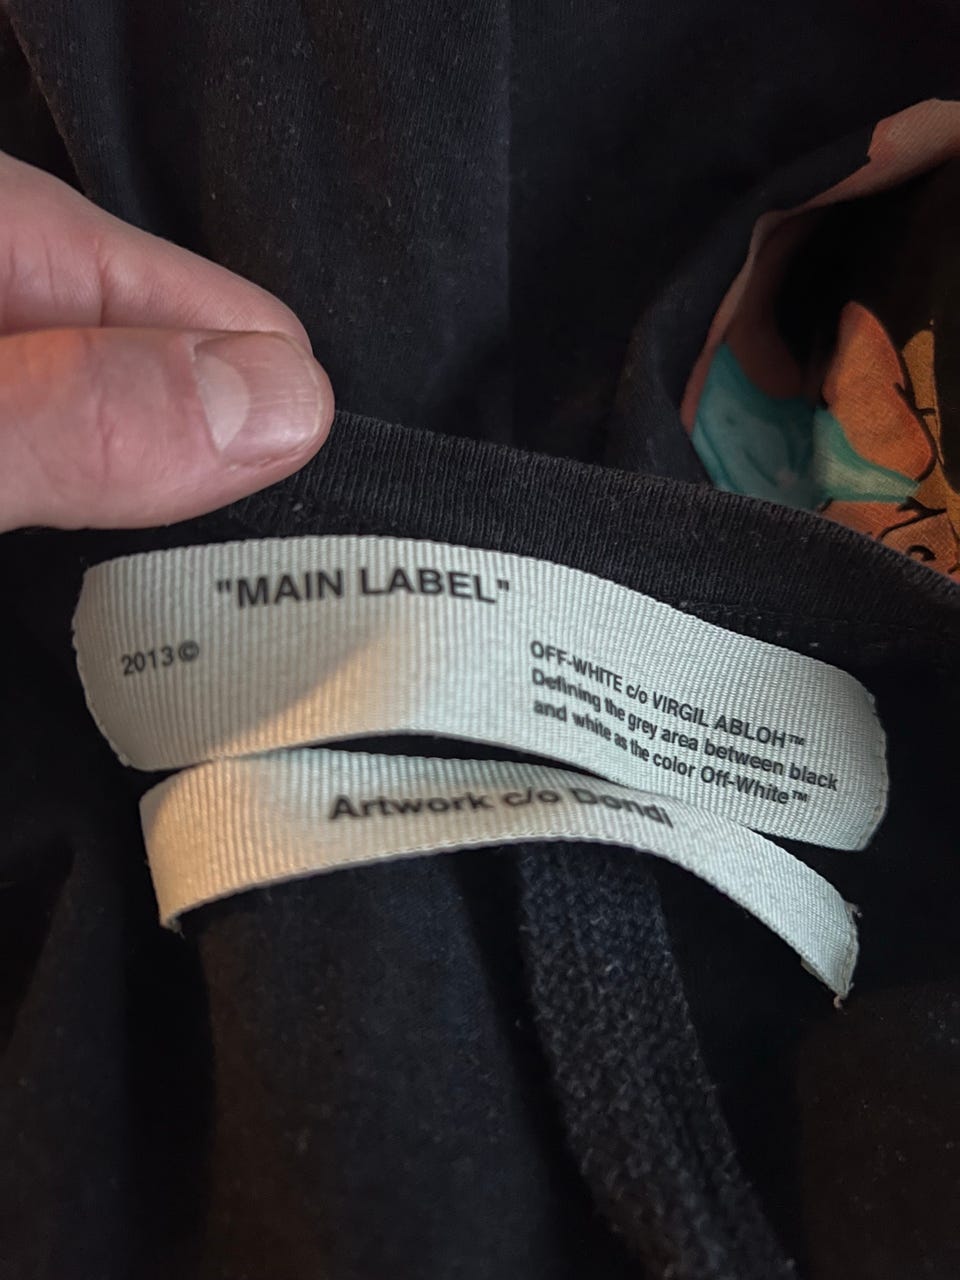 "MAIN LABEL"
2013©
OFF-WHITE c/o VIRGIL ABLOH™
Defining the grey area between black
and white as the color Off-White™
Artwork c/o Dondi